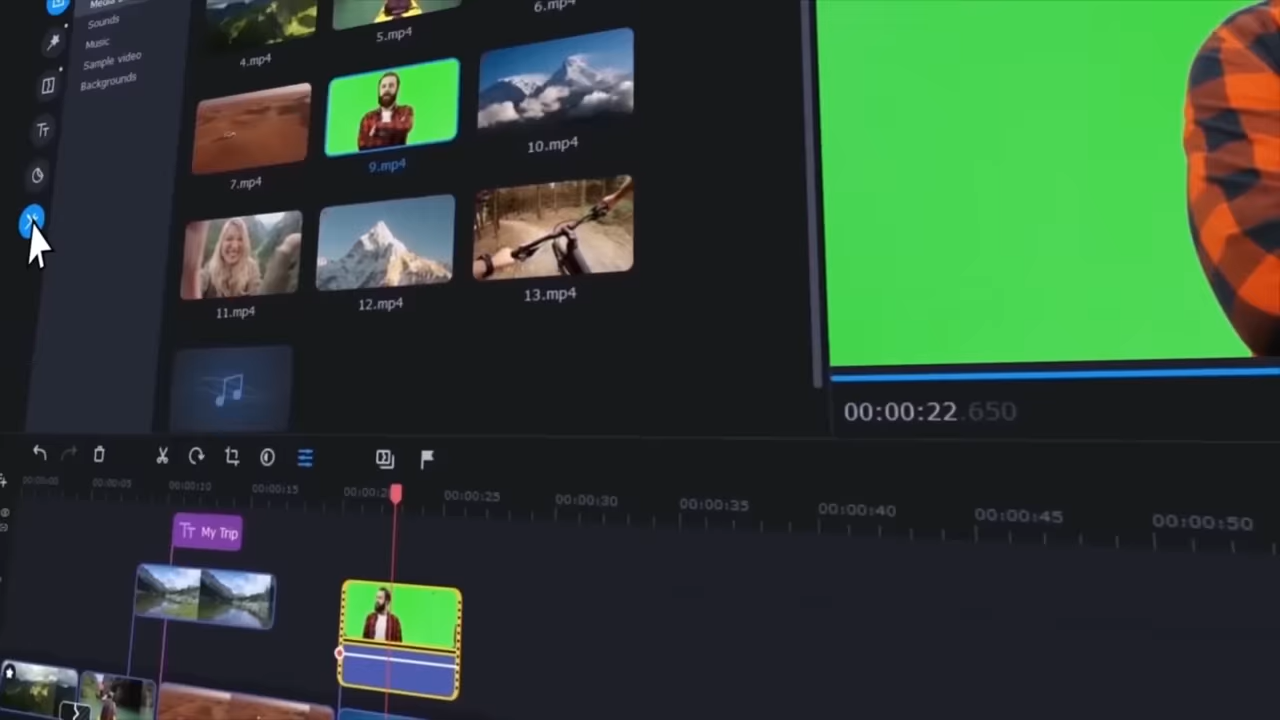 Sounds
Music
Sample video
Backgrounds
4.mp4
5.mp4
6.mp4
7.mp4
9.mp4
10.mp4
11.mp4
12.mp4
13.mp4
00:00:22.650
00:00:05
00:00:10
00:00:15
00:00:25
00:00:30
00:00:35
00:00:40
00:00:45
00:00:50
Tт My Trip